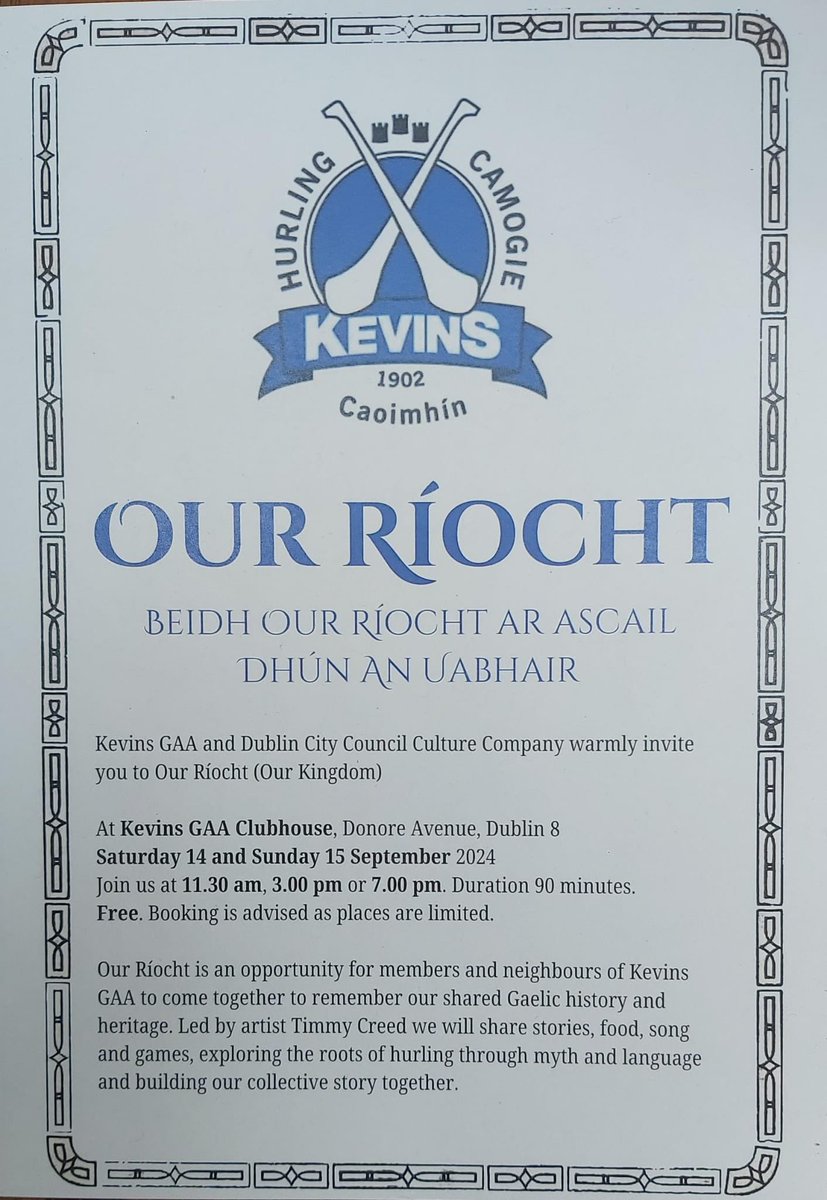 HURLING CAMOGIE
KEVINS
1902
Caoimhín
OUR RÍOCHT
BEIDH OUR RÍOCHT AR ASCAIL
DHÚN AN UABHAIR
Kevins GAA and Dublin City Council Culture Company warmly invite
you to Our Ríocht (Our Kingdom)
At Kevins GAA Clubhouse, Donore Avenue, Dublin 8
Saturday 14 and Sunday 15 September 2024
Join us at 11.30 am, 3.00 pm or 7.00 pm. Duration 90 minutes.
Free. Booking is advised as places are limited.
Our Ríocht is an opportunity for members and neighbours of Kevins
GAA to come together to remember our shared Gaelic history and
heritage. Led by artist Timmy Creed we will share stories, food, song
and games, exploring the roots of hurling through myth and language
and building our collective story together.